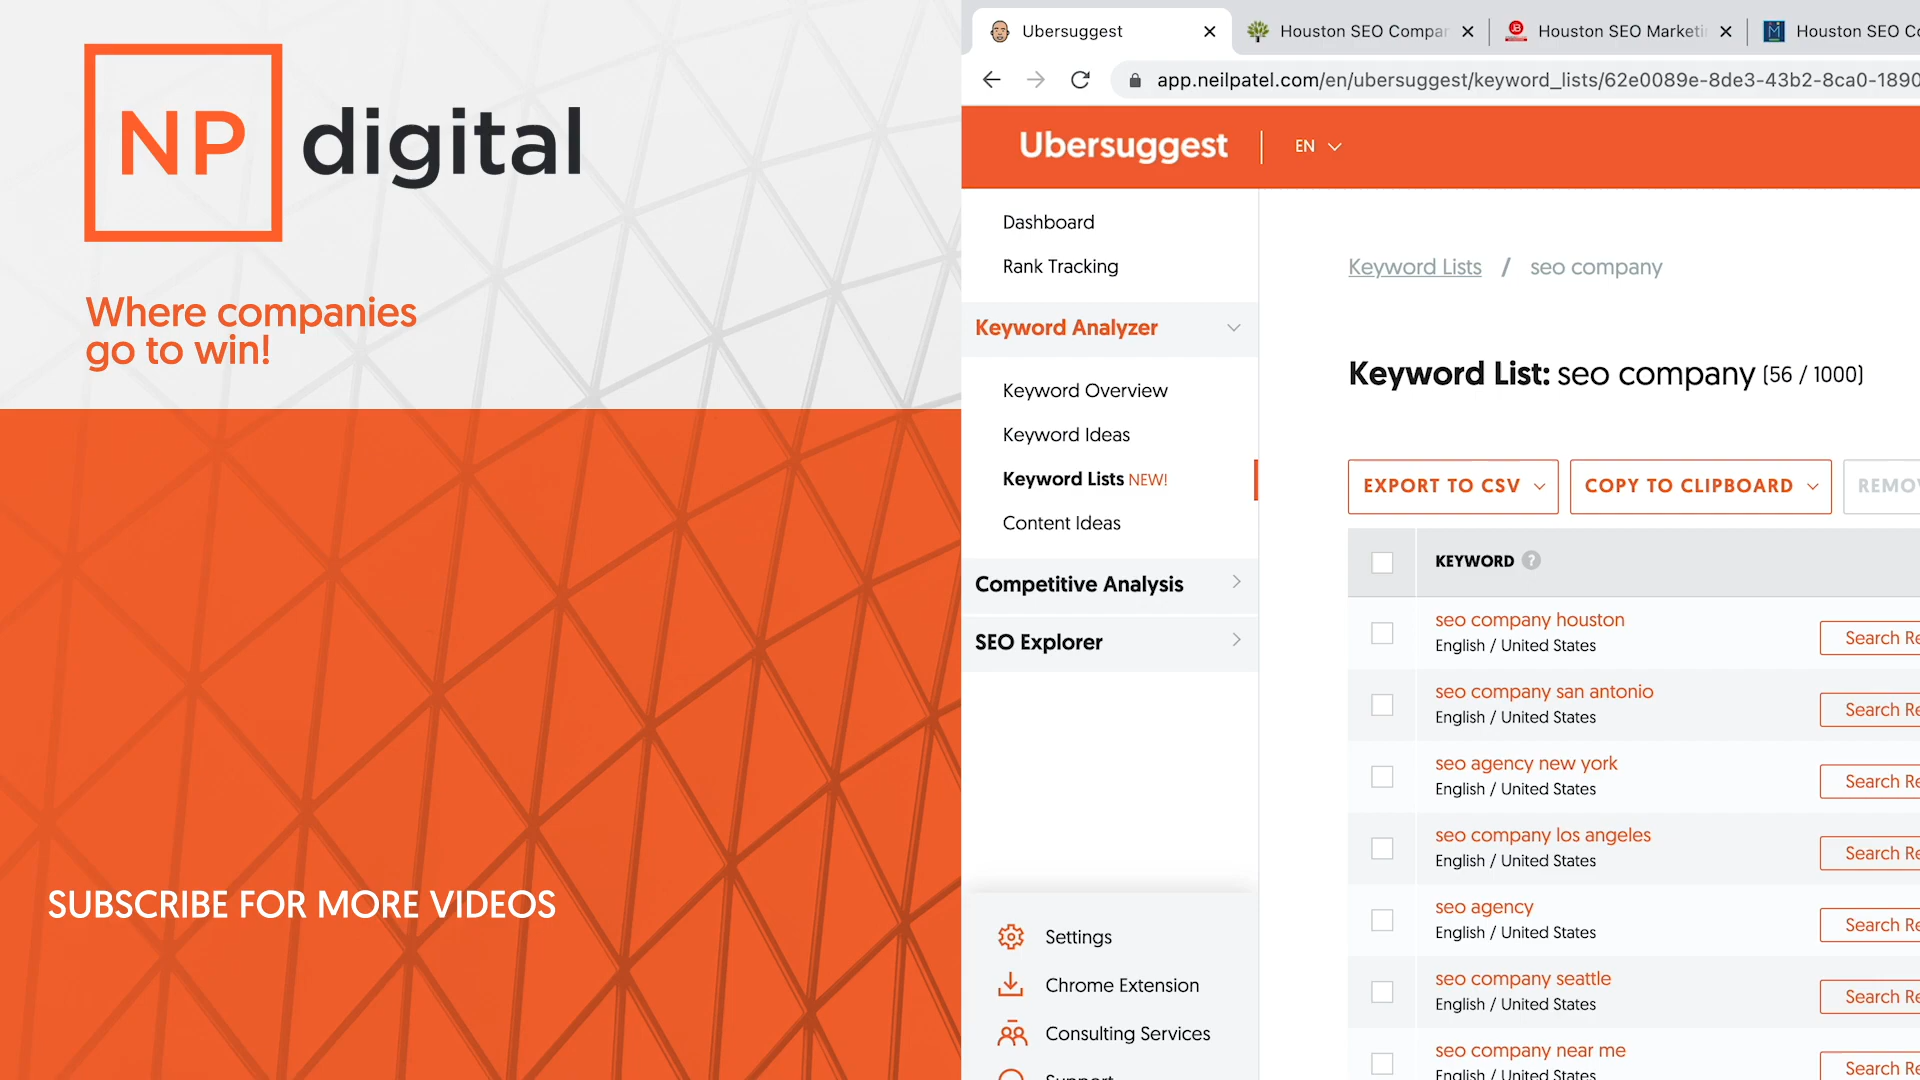 NP digital
Where companies
go to win!
SUBSCRIBE FOR MORE VIDEOS
Ubersuggest
Houston SEO Compar
Houston SEO Marketi
Houston SEO Co
app.neilpatel.com/en/ubersuggest/keyword_lists/62e0089e-8de3-43b2-8ca0-1890
Ubersuggest
EN
Dashboard
Rank Tracking
Keyword Analyzer
Keyword Overview
Keyword Ideas
Keyword Lists NEW!
Content Ideas
Competitive Analysis
SEO Explorer
Settings
Chrome Extension
Consulting Services
Keyword Lists / seo company
Keyword List: seo company (56 / 1000)
EXPORT TO CSV
COPY TO CLIPBOARD
REMOV
KEYWORD ?
seo company houston
English / United States
Search Re
seo company san antonio
English / United States
Search Re
seo agency new york
English / United States
Search Re
seo company los angeles
English / United States
Search Re
seo agency
English / United States
Search Re
seo company seattle
English / United States
Search Re
seo company near me
English / United States
Search Re